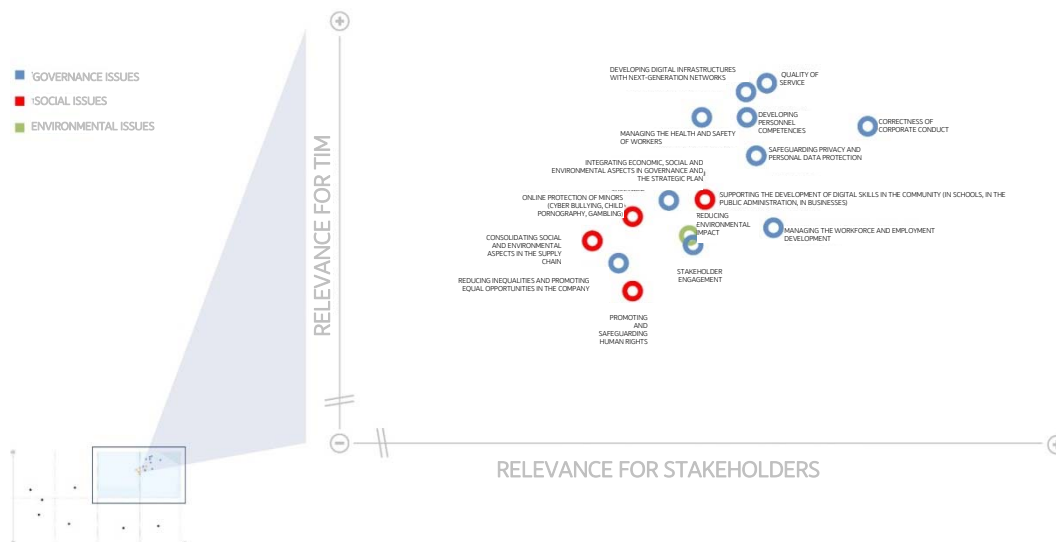 GOVERNANCE ISSUES
SOCIAL ISSUES
ENVIRONMENTAL ISSUES
RELEVANCE FOR TIM
DEVELOPING DIGITAL INFRASTRUCTURES
WITH NEXT-GENERATION NETWORKS
QUALITY OF
SERVICE
DEVELOPING
PERSONNEL
COMPETENCIES
CORRECTNESS OF
CORPORATE CONDUCT
MANAGING THE HEALTH AND SAFETY
OF WORKERS
SAFEGUARDING PRIVACY AND
PERSONAL DATA PROTECTION
INTEGRATING ECONOMIC, SOCIAL AND
ENVIRONMENTAL ASPECTS IN GOVERNANCE AND
THE STRATEGIC PLAN
SUPPORTING THE DEVELOPMENT OF DIGITAL SKILLS IN THE COMMUNITY (IN SCHOOLS, IN THE
PUBLIC ADMINISTRATION, IN BUSINESSES)
ONLINE PROTECTION OF MINORS
(CYBER BULLYING, CHILD
PORNOGRAPHY, GAMBLING)
REDUCING
ENVIRONMENTAL
IMPACT
MANAGING THE WORKFORCE AND EMPLOYMENT
DEVELOPMENT
CONSOLIDATING SOCIAL
AND ENVIRONMENTAL
ASPECTS IN THE SUPPLY
CHAIN
STAKEHOLDER
ENGAGEMENT
REDUCING INEQUALITIES AND PROMOTING
EQUAL OPPORTUNITIES IN THE COMPANY
PROMOTING
AND
SAFEGUARDING
HUMAN RIGHTS
RELEVANCE FOR STAKEHOLDERS